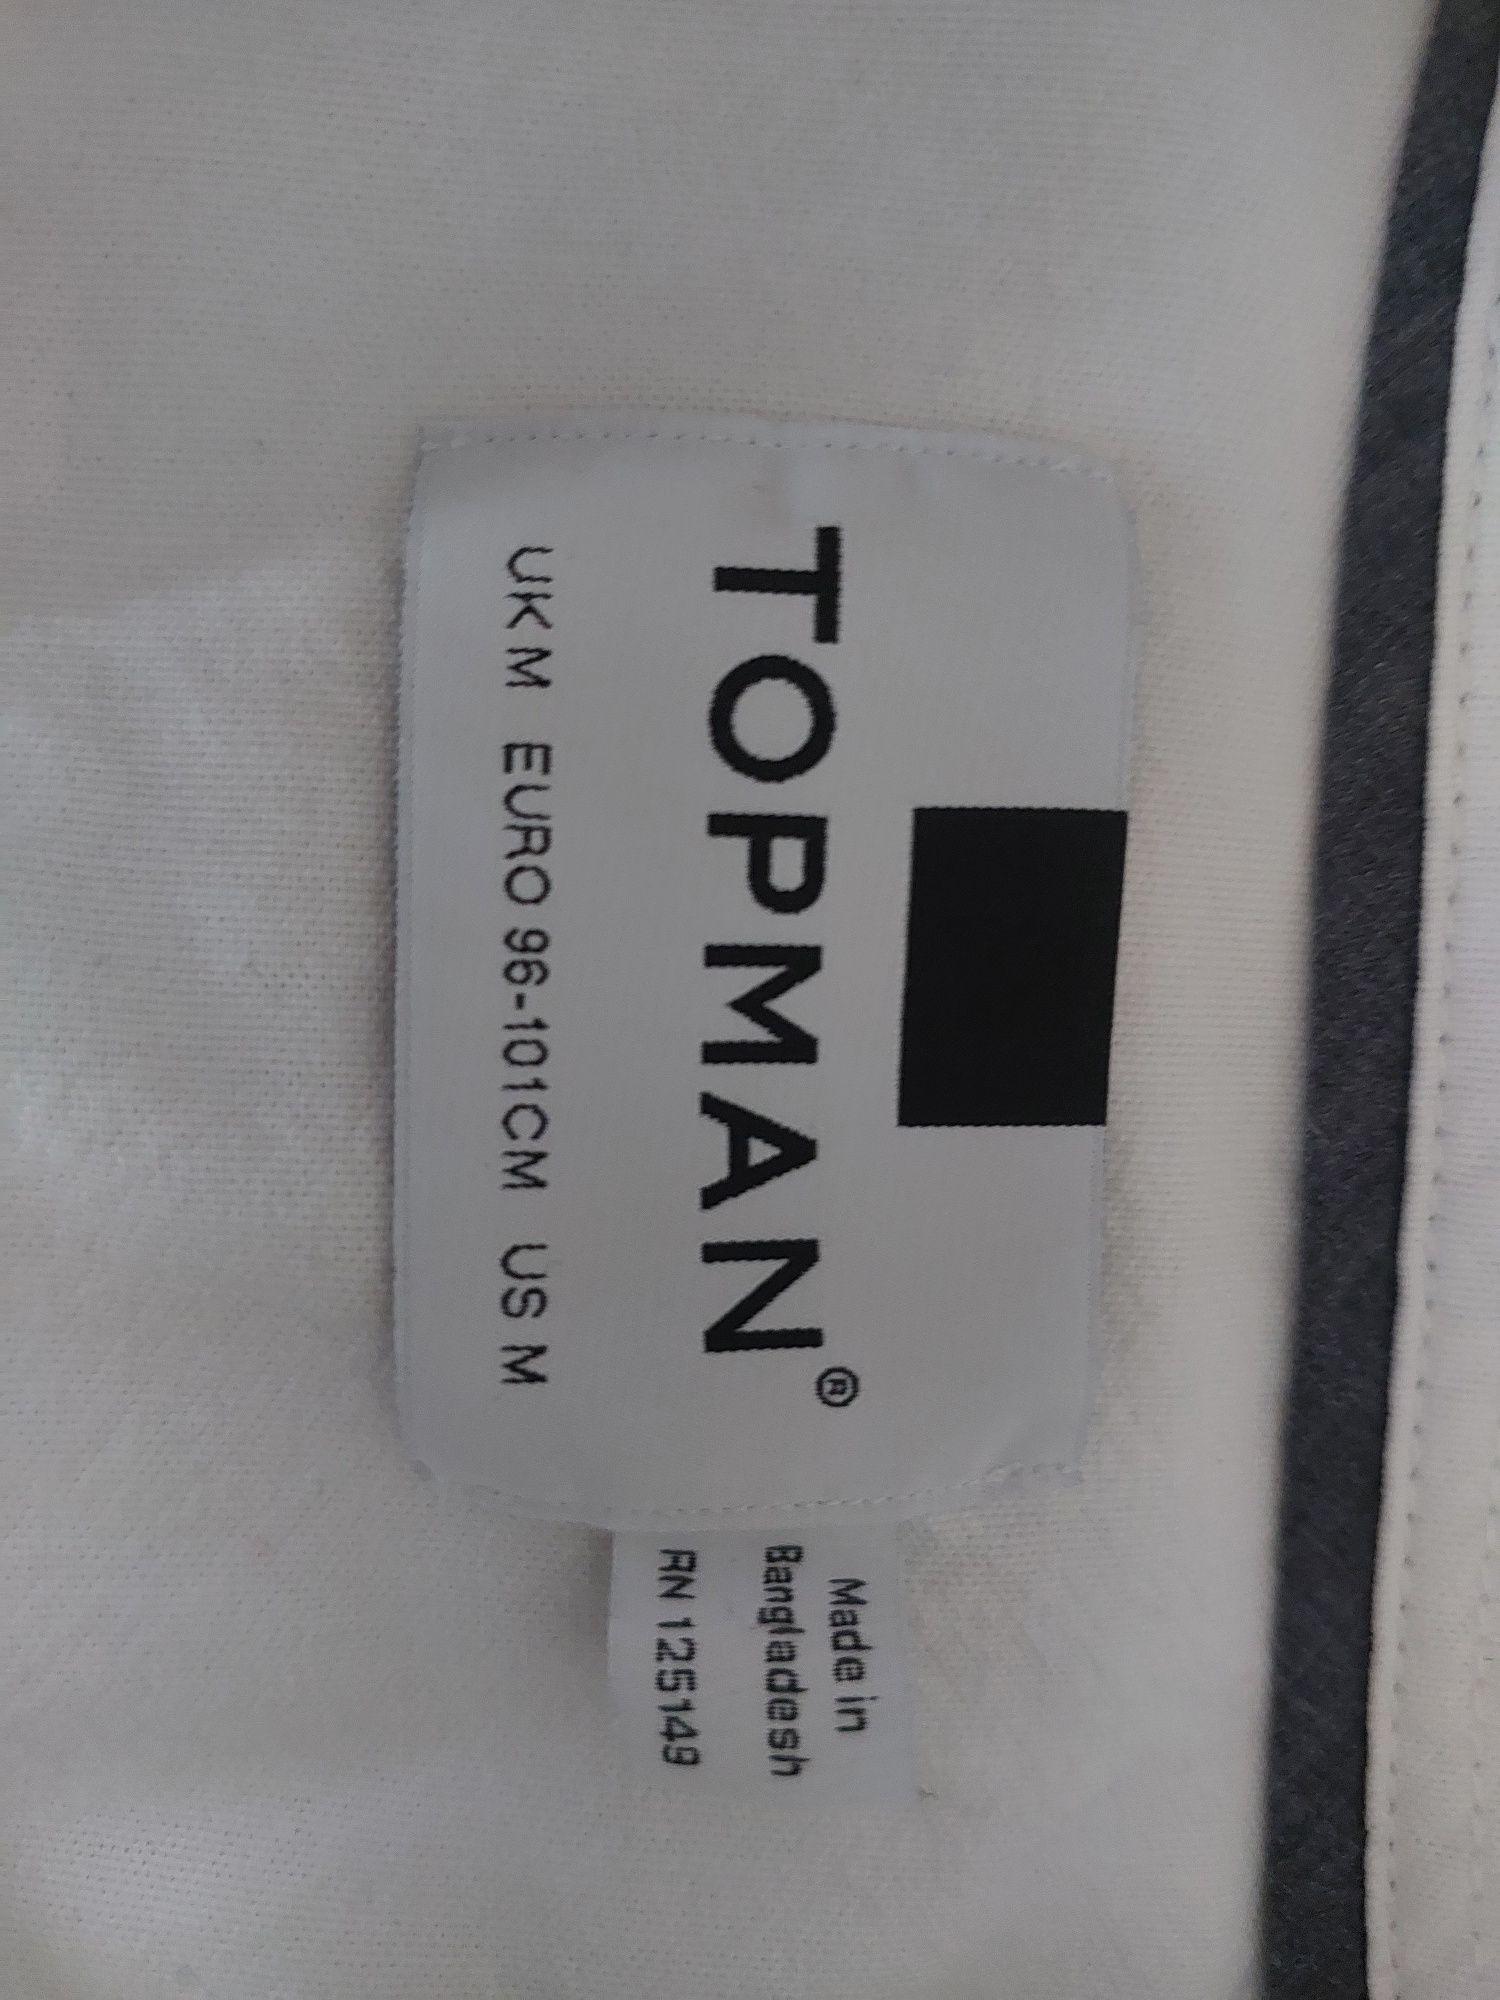 TOPMAN®
UK M EURO 96-101CM US M
Made in
Bangladesh
RN 125149